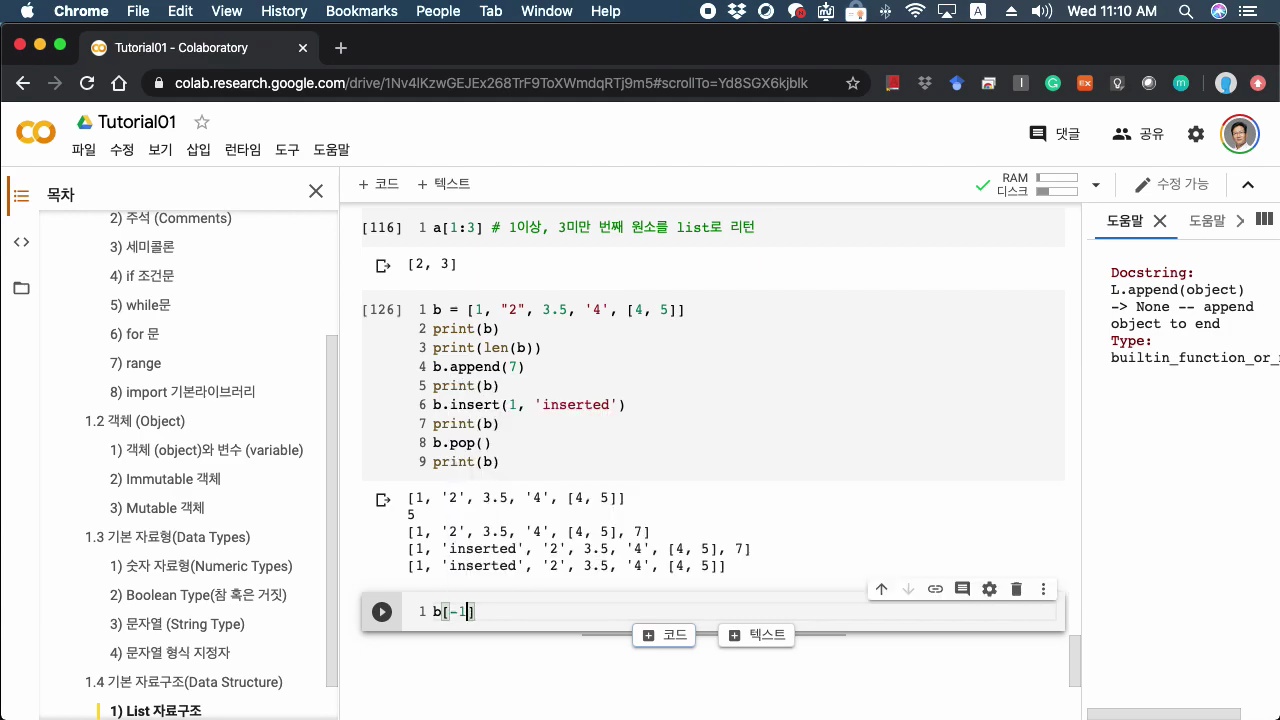 Chrome File Edit View History Bookmarks People Tab Window Help A Wed 11:10 AM
Tutorial01 - Colaboratory
colab.research.google.com/drive/1Nv4lKzwGEJEx268TrF9ToXWmdqRTj9m5#scrollTo=Yd8SGX6kjblk
Tutorial01
댓글
공유
파일 수정 보기 삽입 런타임 도구 도움말
목차
+ 코드 + 텍스트
RAM
디스크
수정 가능
2) 주석 (Comments)
3) 세미콜론
4) if 조건문
5) while문
6) for 문
7) range
8) import 기본라이브러리
1.2 객체 (Object)
1) 객체 (object)와 변수 (variable)
2) Immutable 객체
3) Mutable 객체
1.3 기본 자료형(Data Types)
1) 숫자 자료형(Numeric Types)
2) Boolean Type(참 혹은 거짓)
3) 문자열 (String Type)
4) 문자열 형식 지정자
1.4 기본 자료구조(Data Structure)
1) List 자료구조
[116] 1 a[1:3] # 1이상, 3미만 번째 원소를 list로 리턴
[2, 3]
[126] 1 b = [1, "2", 3.5, '4', [4, 5]]
2 print(b)
3 print(len(b))
4 b.append(7)
5 print(b)
6 b.insert(1, 'inserted')
7 print(b)
8 b.pop()
9 print(b)
[1, '2', 3.5, '4', [4, 5]]
5
[1, '2', 3.5, '4', [4, 5], 7]
[1, 'inserted', '2', 3.5, '4', [4, 5], 7]
[1, 'inserted', '2', 3.5, '4', [4, 5]]
1 b[-1]
코드 텍스트
도움말 도움말
Docstring:
L.append(object)
-> None -- append
object to end
Type:
builtin_function_or_